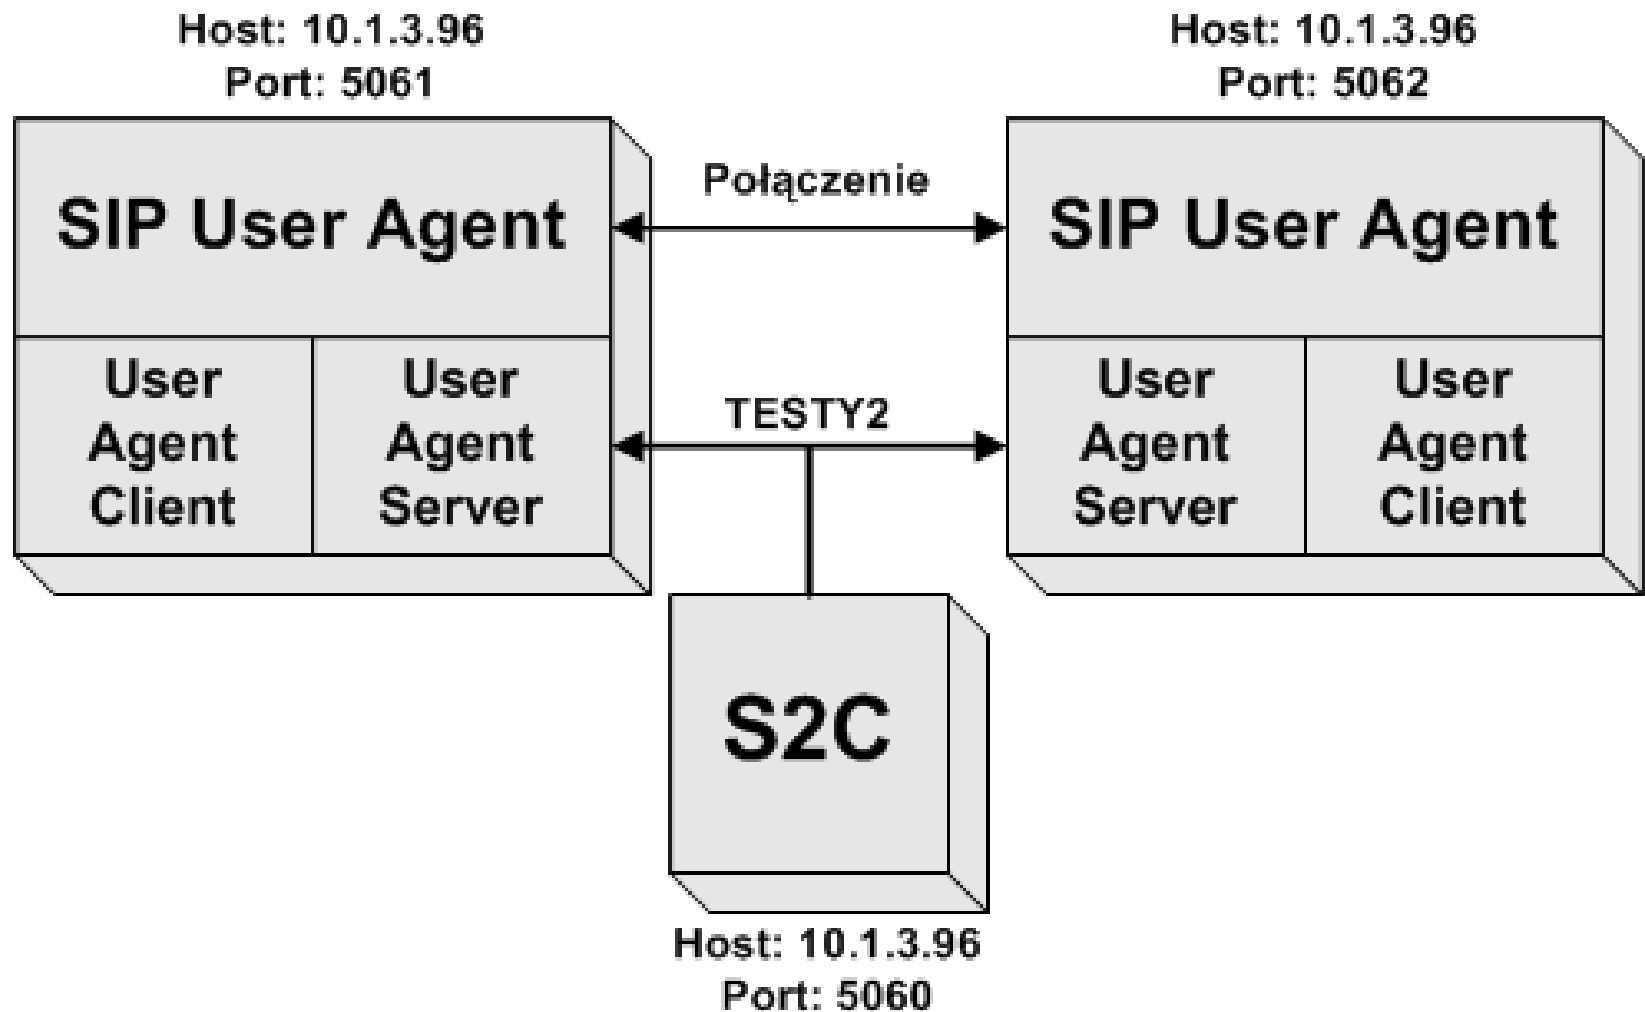 Host: 10.1.3.96
Port: 5061
Host: 10.1.3.96
Port: 5062
SIP User Agent
Połączenie
SIP User Agent
User
Agent
Client
User
Agent
Server
TESTY2
User
Agent
Server
User
Agent
Client
S2C
Host: 10.1.3.96
Port: 5060